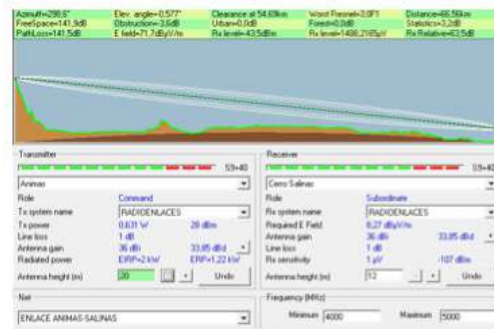 Azimuth=298,6° Elev. angle=-0,577° Clearance at 54,69km Worst Fresnel=3,0F1 Distance=66,56km
FreeSpace=141,9dB Obstruction=-3,6dB Urban=0,0dB Forest=0,0dB Statistics=3,2dB
PathLoss=141,5dB E field=71,7dBµV/m Rx level=-43,5dBm Rx level=1488,2165µV Rx Relative=63,5dB
Transmitter
S9+40
Animas
Role Command
Tx system name RADIOENLACES
Tx power 0,631 W 28 dBm
Line loss 1 dB
Antenna gain 36 dBi 33,85 dBd +
Radiated power EIRP=2 kW ERP=1,22 kW
Antenna height (m) 20 + Undo
Receiver
S9+40
Cerro Salinas
Role Subordinate
Rx system name RADIOENLACES
Required E Field 8,27 dBµV/m
Antenna gain 36 dBi 33,85 dBd +
Line loss 1 dB
Rx sensitivity 1 µV -107 dBm
Antenna height (m) 12 - + Undo
Net
ENLACE ANIMAS-SALINAS
Frequency (MHz)
Minimum 4000 Maximum 5000